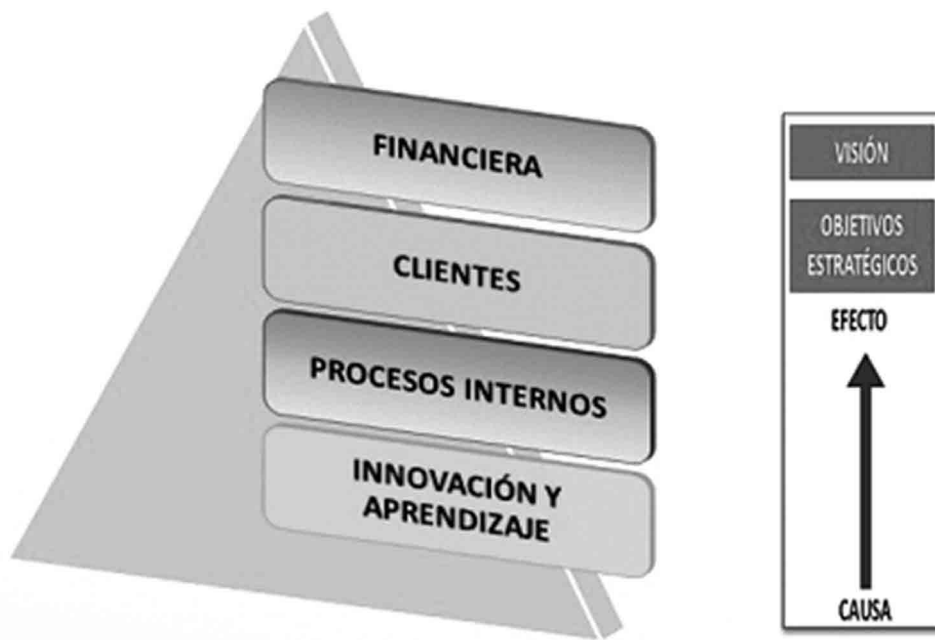 FINANCIERA
CLIENTES
PROCESOS INTERNOS
INNOVACIÓN Y
APRENDIZAJE
VISIÓN
OBJETIVOS
ESTRATÉGICOS
EFECTO
CAUSA